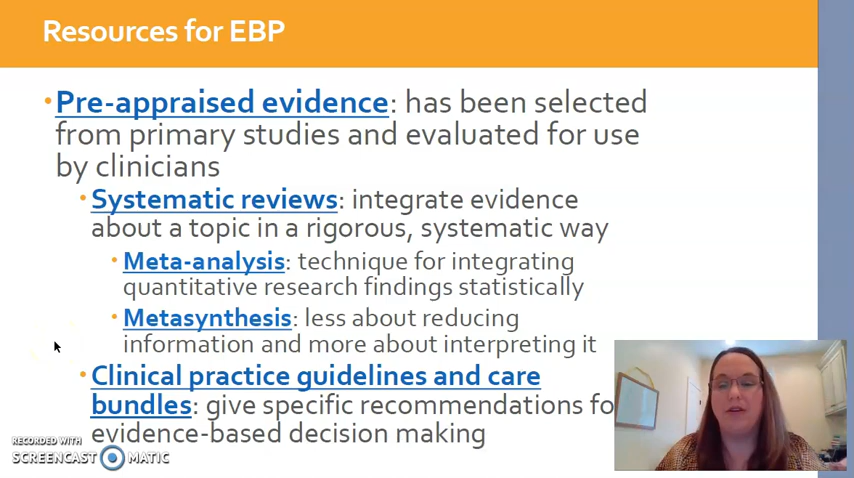 Resources for EBP
•Pre-appraised evidence: has been selected
from primary studies and evaluated for use
by clinicians
•Systematic reviews: integrate evidence
about a topic in a rigorous, systematic way
•Meta-analysis: technique for integrating
quantitative research findings statistically
•Metasynthesis: less about reducing
information and more about interpreting it
•Clinical practice guidelines and care
bundles: give specific recommendations fo
evidence-based decision making
RECORDED WITH
SCREENCAST MATIC